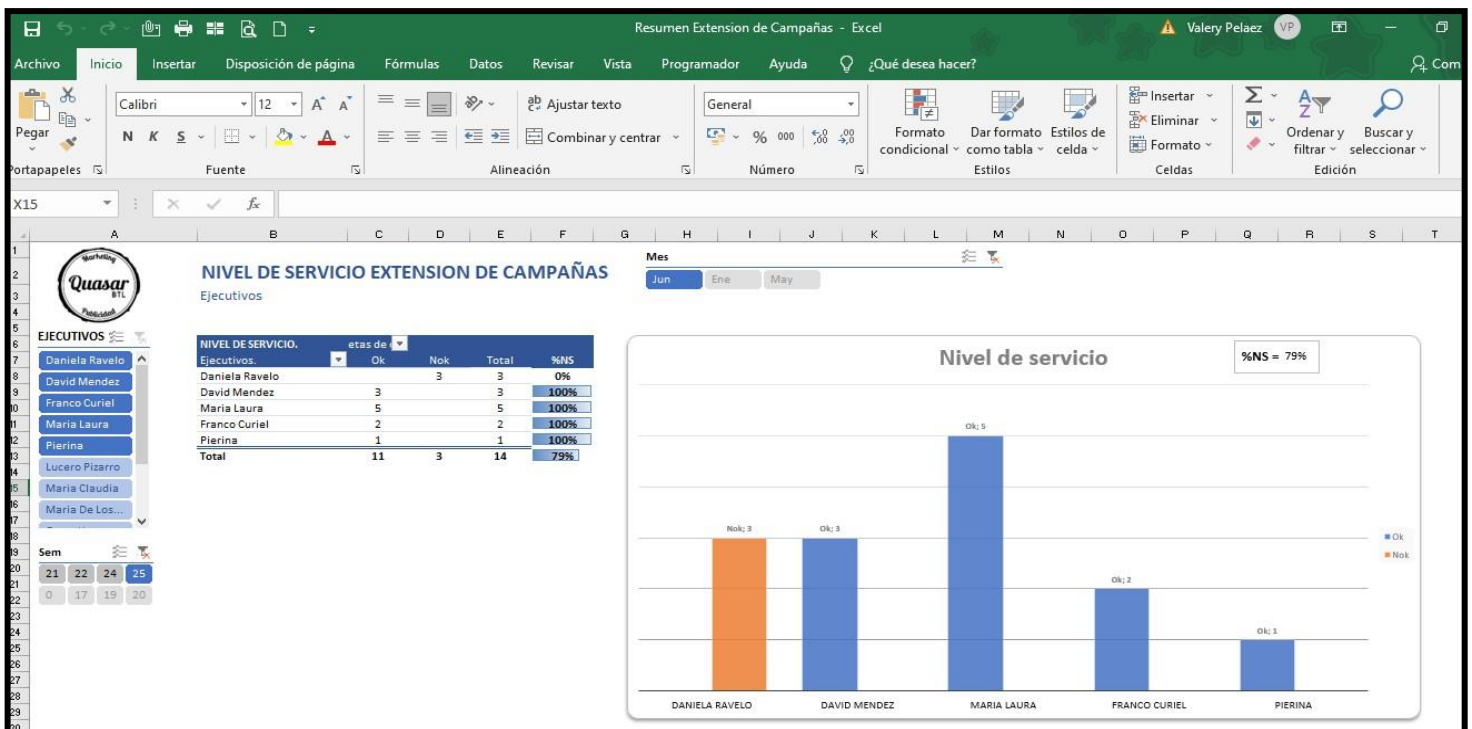 Resumen Extension de Campañas - Excel
Valery Pelaez VP
Archivo Inicio Insertar Disposición de página Fórmulas Datos Revisar Vista Programador Ayuda ¿Qué desea hacer? Com
Pegar
Calibri 12 A A
N K S A
Ajustar texto
Combinar y centrar
General
% 000
Formato condicional
Dar formato como tabla
Estilos de celda
Insertar
Eliminar
Formato
Ordenar y filtrar
Buscar y seleccionar
Portapapeles Fuente Alineación Número Estilos Celdas Edición
X15 fx
A B C D E F G H I J K L M N O P Q R S T
Marketing
Quasar
BTL
Publicidad
NIVEL DE SERVICIO EXTENSION DE CAMPAÑAS
Ejecutivos
Mes
Jun Ene May
EJECUTIVOS
Daniela Ravelo
David Mendez
Franco Curiel
Maria Laura
Pierina
Lucero Pizarro
Maria Claudia
Maria De Los...
Sem
21 22 24 25
0 17 19 20
NIVEL DE SERVICIO. etas de
Ejecutivos. Ok Nok Total %NS
Daniela Ravelo 3 3 0%
David Mendez 3 3 100%
Maria Laura 5 5 100%
Franco Curiel 2 2 100%
Pierina 1 1 100%
Total 11 3 14 79%
Nivel de servicio
%NS = 79%
Ok; 5
Nok; 3 Ok; 3
Ok; 2
Ok; 1
Ok
Nok
DANIELA RAVELO DAVID MENDEZ MARIA LAURA FRANCO CURIEL PIERINA